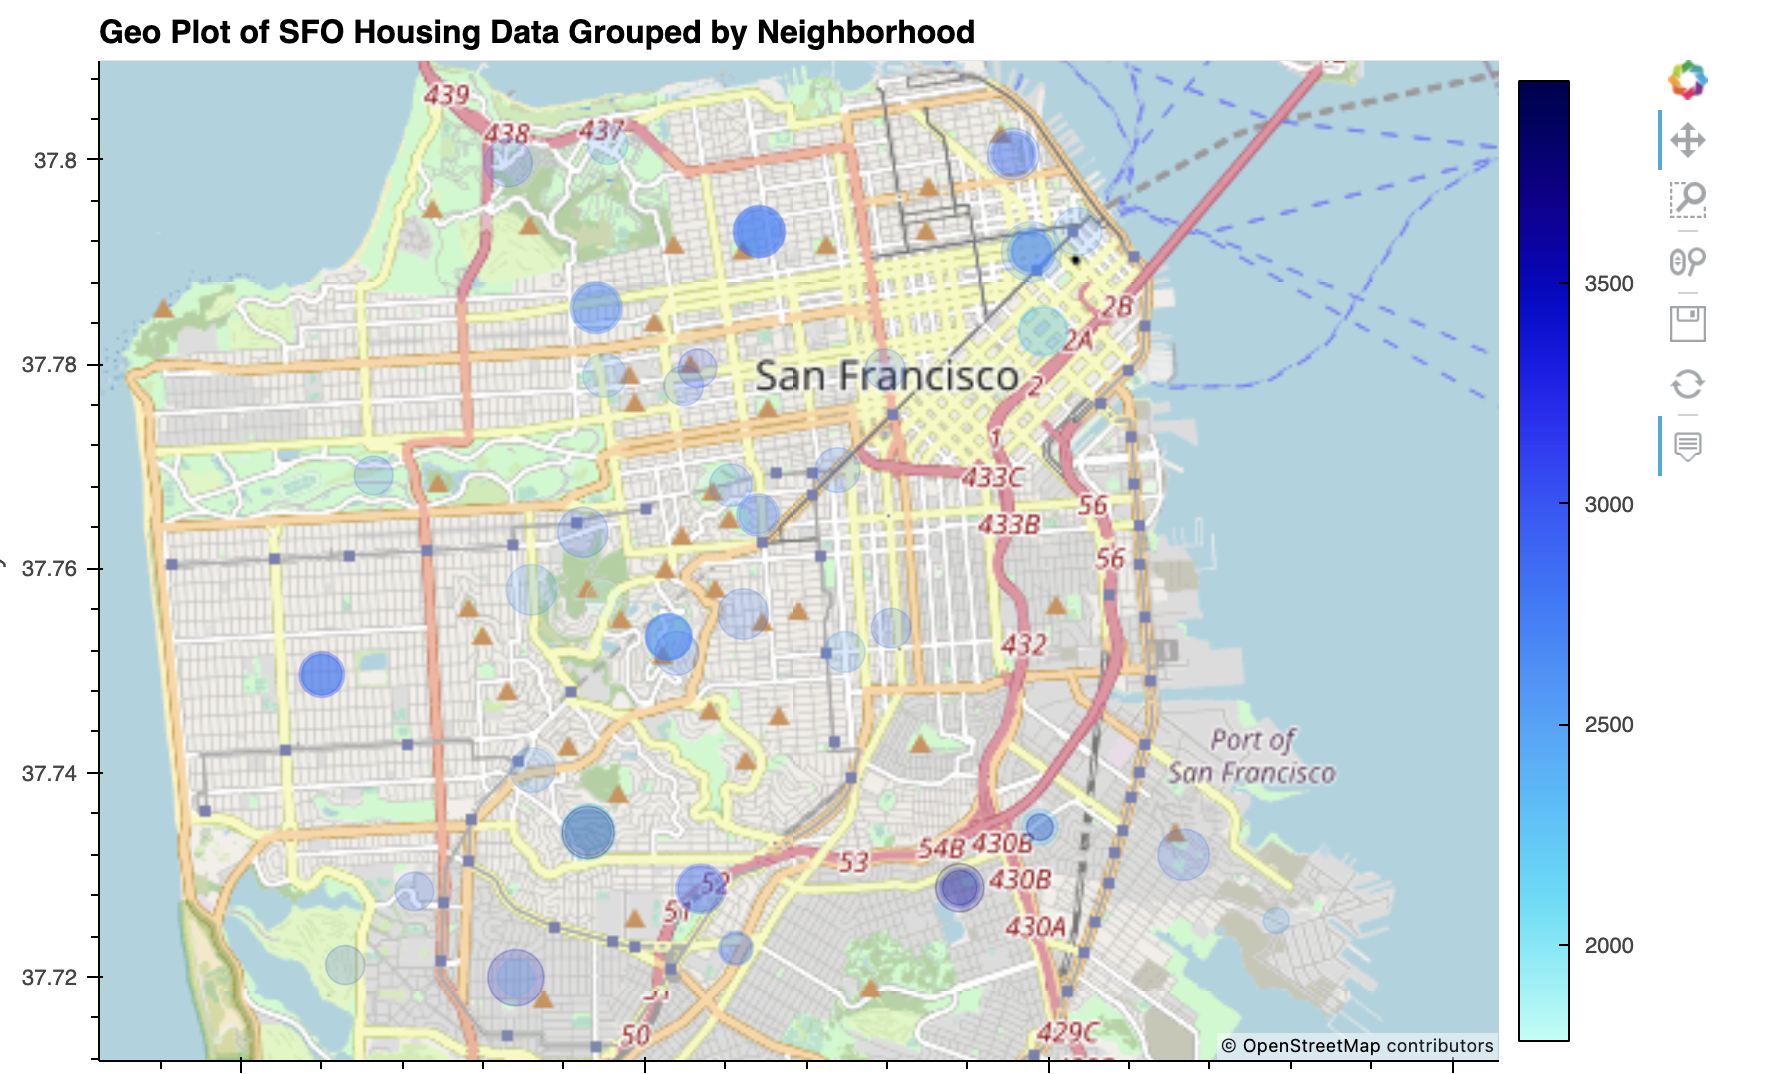 Geo Plot of SFO Housing Data Grouped by Neighborhood
439
438
437
37.8
2B
2A
3500
37.78
San Francisco
2
1
433C
56
3000
433B
37.76
56
432
2500
Port of
San Francisco
37.74
430B
54B
53
52
430B
51
430A
2000
37.72
50
429C
© OpenStreetMap contributors